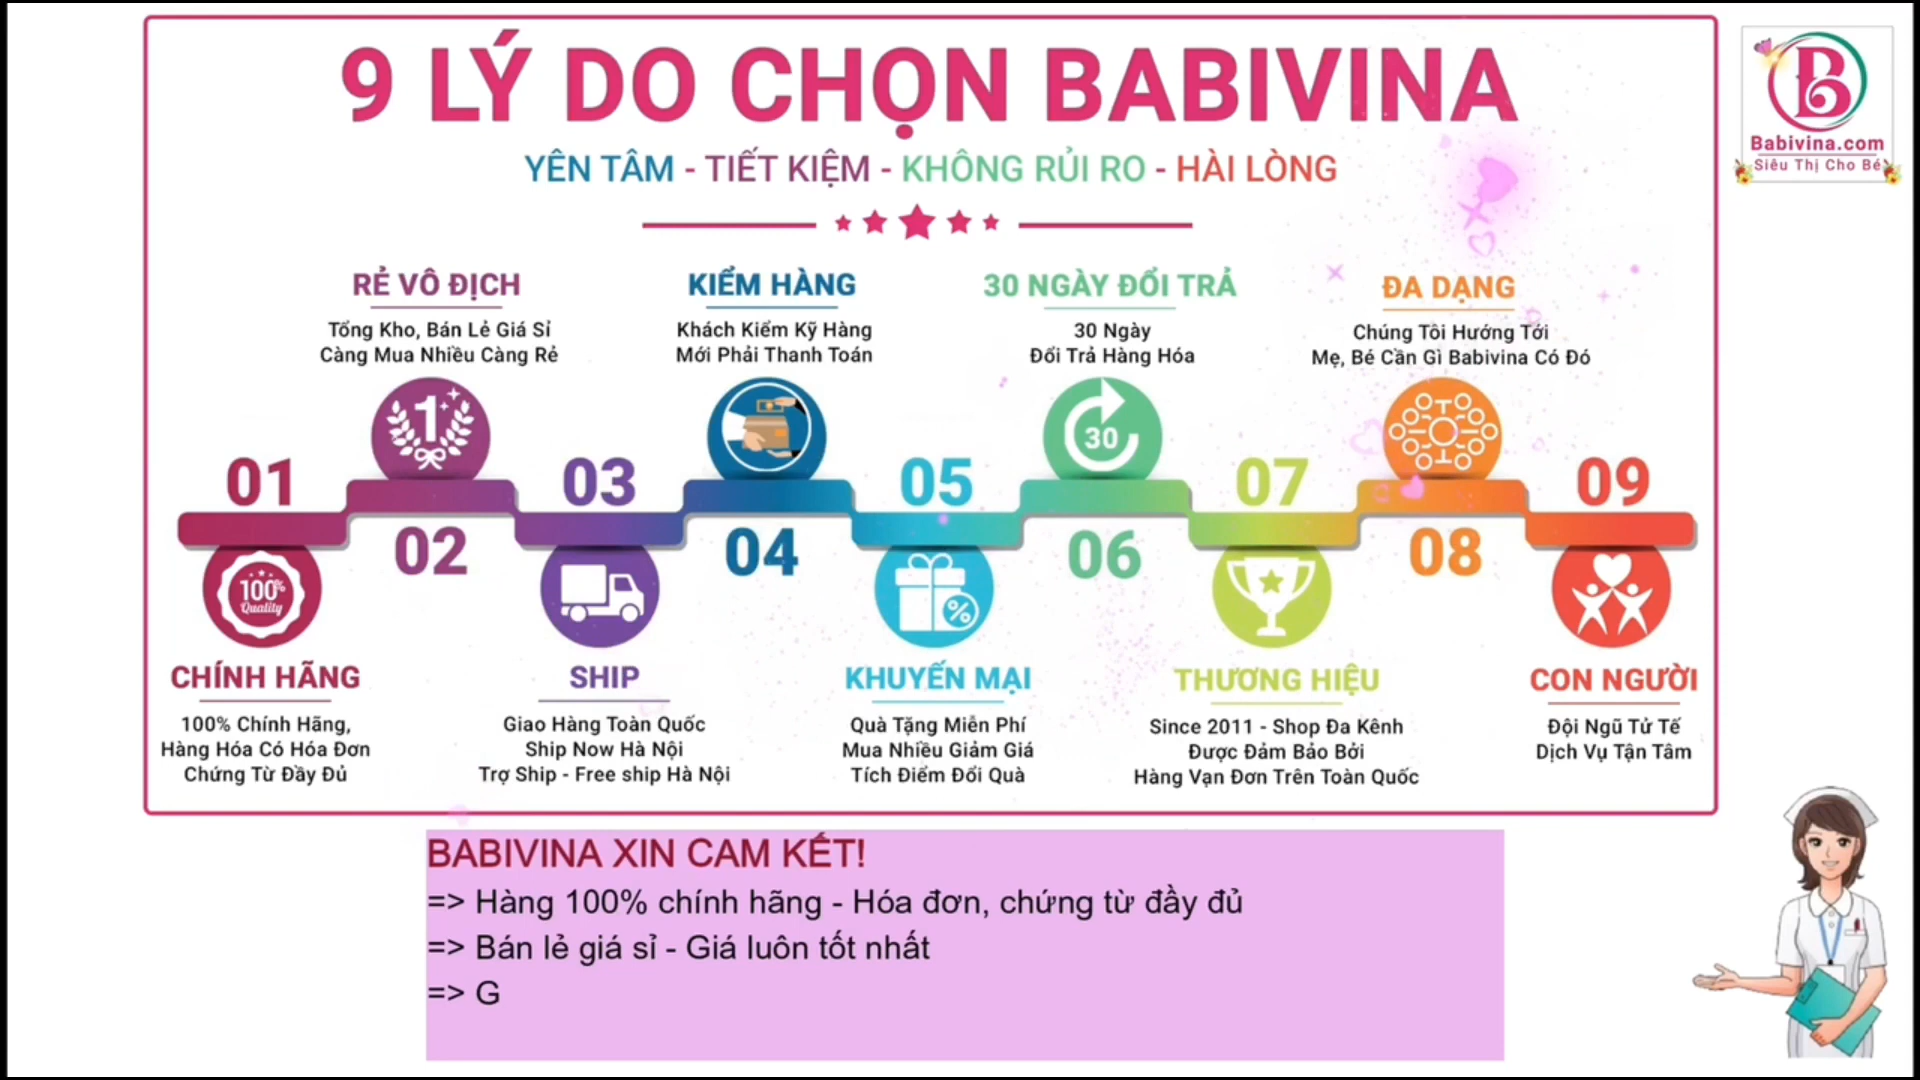 9 LÝ DO CHỌN BABIVINA
YÊN TÂM - TIẾT KIỆM - KHÔNG RỦI RO - HÀI LÒNG
B
Babivina.com
Siêu Thị Cho Bé
RẺ VÔ ĐỊCH
Tổng Kho, Bán Lẻ Giá Sỉ
Càng Mua Nhiều Càng Rẻ
KIỂM HÀNG
Khách Kiểm Kỹ Hàng
Mới Phải Thanh Toán
30 NGÀY ĐỔI TRẢ
30 Ngày
Đổi Trả Hàng Hóa
ĐA DẠNG
Chúng Tôi Hướng Tới
Mẹ, Bé Cần Gì Babivina Có Đó
1
30
01
03
05
07
09
02
04
06
08
100%
Quality
%
CHÍNH HÃNG
100% Chính Hãng,
Hàng Hóa Có Hóa Đơn
Chứng Từ Đầy Đủ
SHIP
Giao Hàng Toàn Quốc
Ship Now Hà Nội
Trợ Ship - Free ship Hà Nội
KHUYẾN MẠI
Quà Tặng Miễn Phí
Mua Nhiều Giảm Giá
Tích Điểm Đổi Quà
THƯƠNG HIỆU
Since 2011 - Shop Đa Kênh
Được Đảm Bảo Bởi
Hàng Vạn Đơn Trên Toàn Quốc
CON NGƯỜI
Đội Ngũ Tử Tế
Dịch Vụ Tận Tâm
BABIVINA XIN CAM KẾT!
=> Hàng 100% chính hãng - Hóa đơn, chứng từ đầy đủ
=> Bán lẻ giá sỉ - Giá luôn tốt nhất
=> G